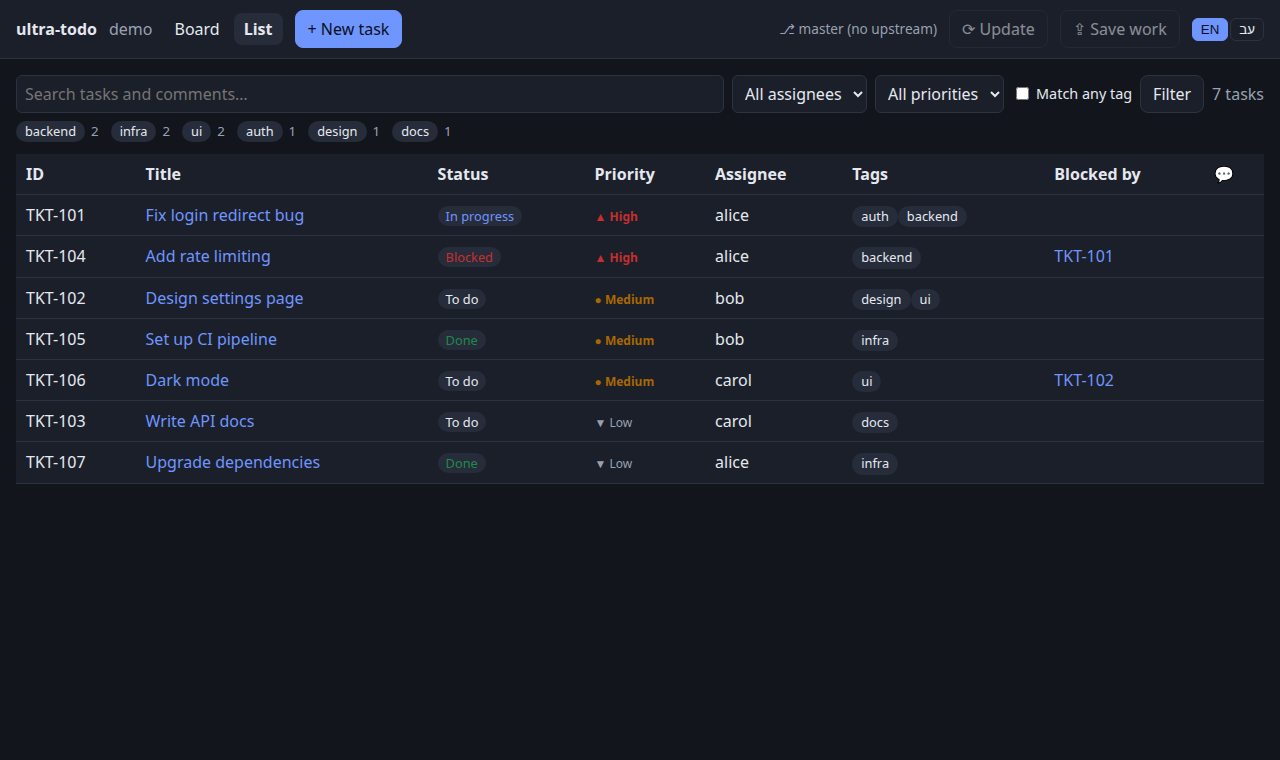 ultra-todo demo Board List + New task ⎇ master (no upstream) ⟳ Update ⇪ Save work EN עב
Search tasks and comments... All assignees All priorities Match any tag Filter 7 tasks
backend 2 infra 2 ui 2 auth 1 design 1 docs 1
ID Title Status Priority Assignee Tags Blocked by 💬
TKT-101 Fix login redirect bug In progress ▲ High alice auth backend
TKT-104 Add rate limiting Blocked ▲ High alice backend TKT-101
TKT-102 Design settings page To do ● Medium bob design ui
TKT-105 Set up CI pipeline Done ● Medium bob infra
TKT-106 Dark mode To do ● Medium carol ui TKT-102
TKT-103 Write API docs To do ▼ Low carol docs
TKT-107 Upgrade dependencies Done ▼ Low alice infra